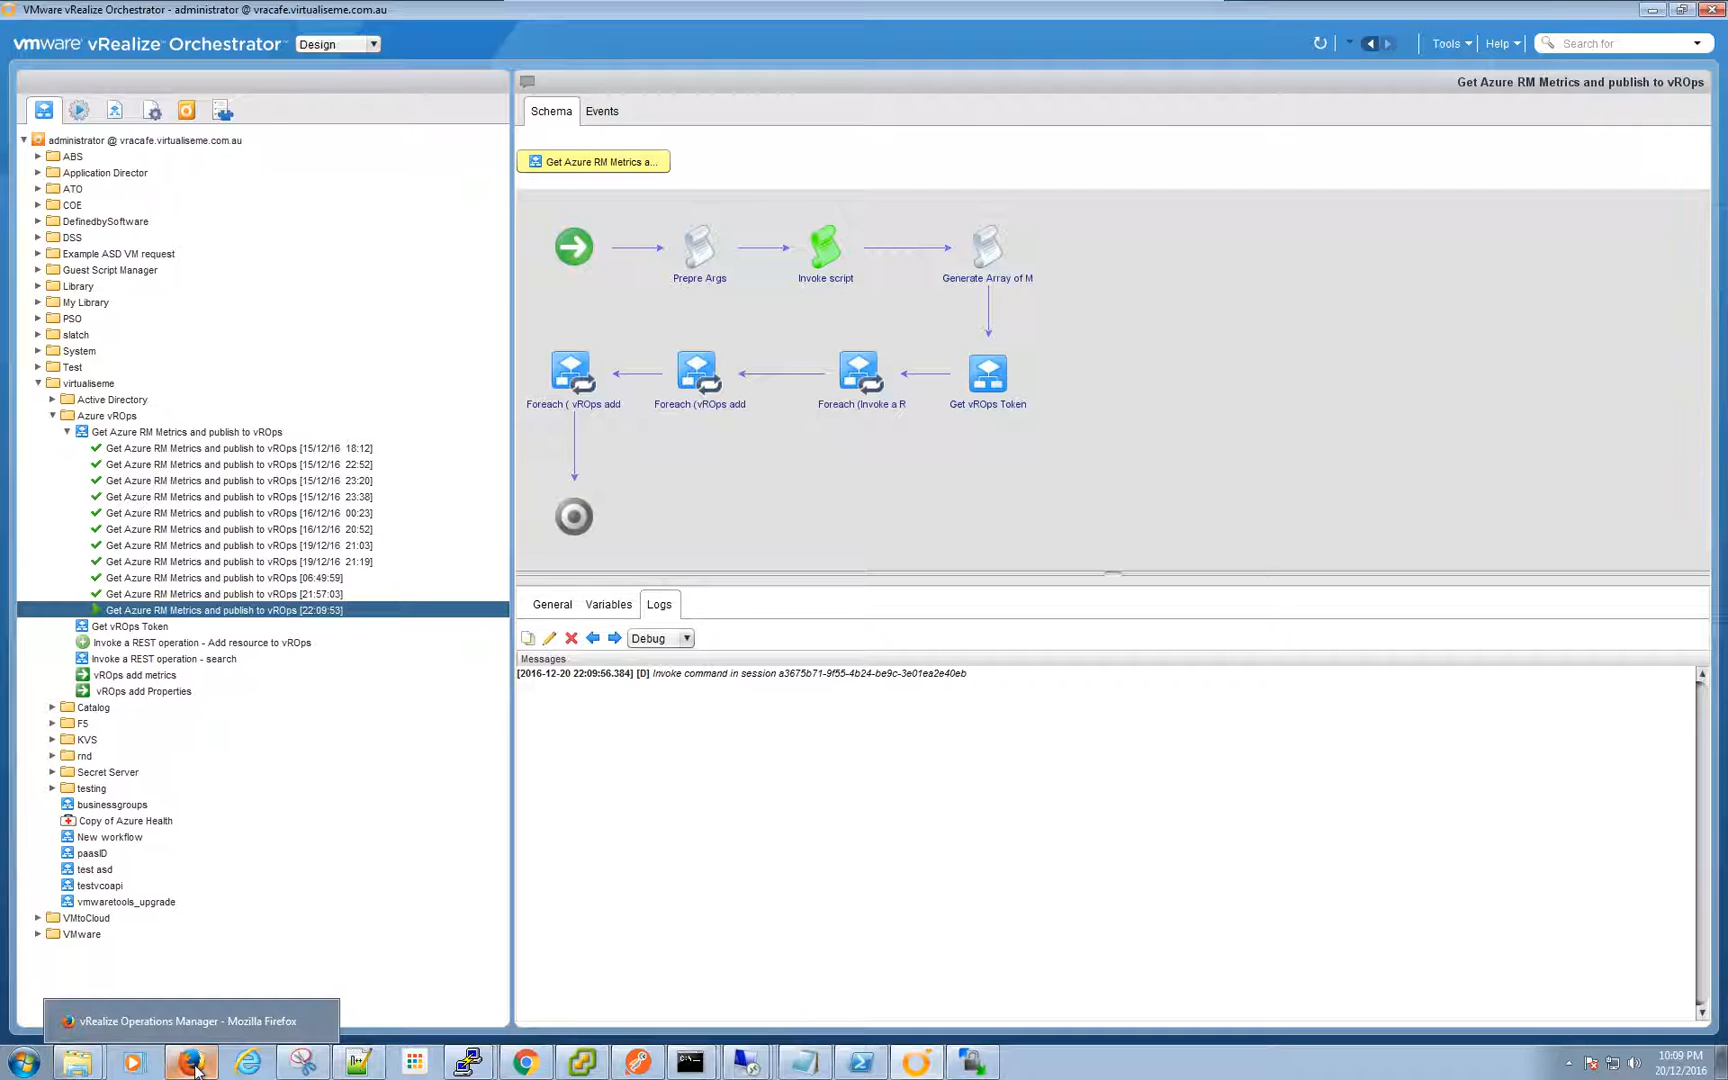 VMware vRealize Orchestrator - administrator @ vracafe.virtualiseme.com.au
vmware vRealize Orchestrator Design Tools Help Search for
Get Azure RM Metrics and publish to vROps
Schema Events
administrator @ vracafe.virtualiseme.com.au
ABS
Get Azure RM Metrics a...
Application Director
ATO
COE
DefinedbySoftware
DSS
Example ASD VM request
Guest Script Manager
Prepre Args Invoke script Generate Array of M
Library
My Library
PSO
slatch
System
Test
virtualiseme
Active Directory
Foreach ( vROps add Foreach (vROps add Foreach (Invoke a R Get vROps Token
Azure vROps
Get Azure RM Metrics and publish to vROps
Get Azure RM Metrics and publish to vROps [15/12/16 18:12]
Get Azure RM Metrics and publish to vROps [15/12/16 22:52]
Get Azure RM Metrics and publish to vROps [15/12/16 23:20]
Get Azure RM Metrics and publish to vROps [15/12/16 23:38]
Get Azure RM Metrics and publish to vROps [16/12/16 00:23]
Get Azure RM Metrics and publish to vROps [16/12/16 20:52]
Get Azure RM Metrics and publish to vROps [19/12/16 21:03]
Get Azure RM Metrics and publish to vROps [19/12/16 21:19]
Get Azure RM Metrics and publish to vROps [06:49:59]
Get Azure RM Metrics and publish to vROps [21:57:03]
Get Azure RM Metrics and publish to vROps [22:09:53]
General Variables Logs
Get vROps Token
Invoke a REST operation - Add resource to vROps
Debug
Invoke a REST operation - search
Messages
vROps add metrics
[2016-12-20 22:09:56.384] [D] Invoke command in session a3675b71-9f55-4b24-be9c-3e01ea2e40eb
vROps add Properties
Catalog
F5
KVS
rnd
Secret Server
testing
businessgroups
Copy of Azure Health
New workflow
paasID
test asd
testvcoapi
vmwaretools_upgrade
VMtoCloud
VMware
vRealize Operations Manager - Mozilla Firefox
10:09 PM
20/12/2016